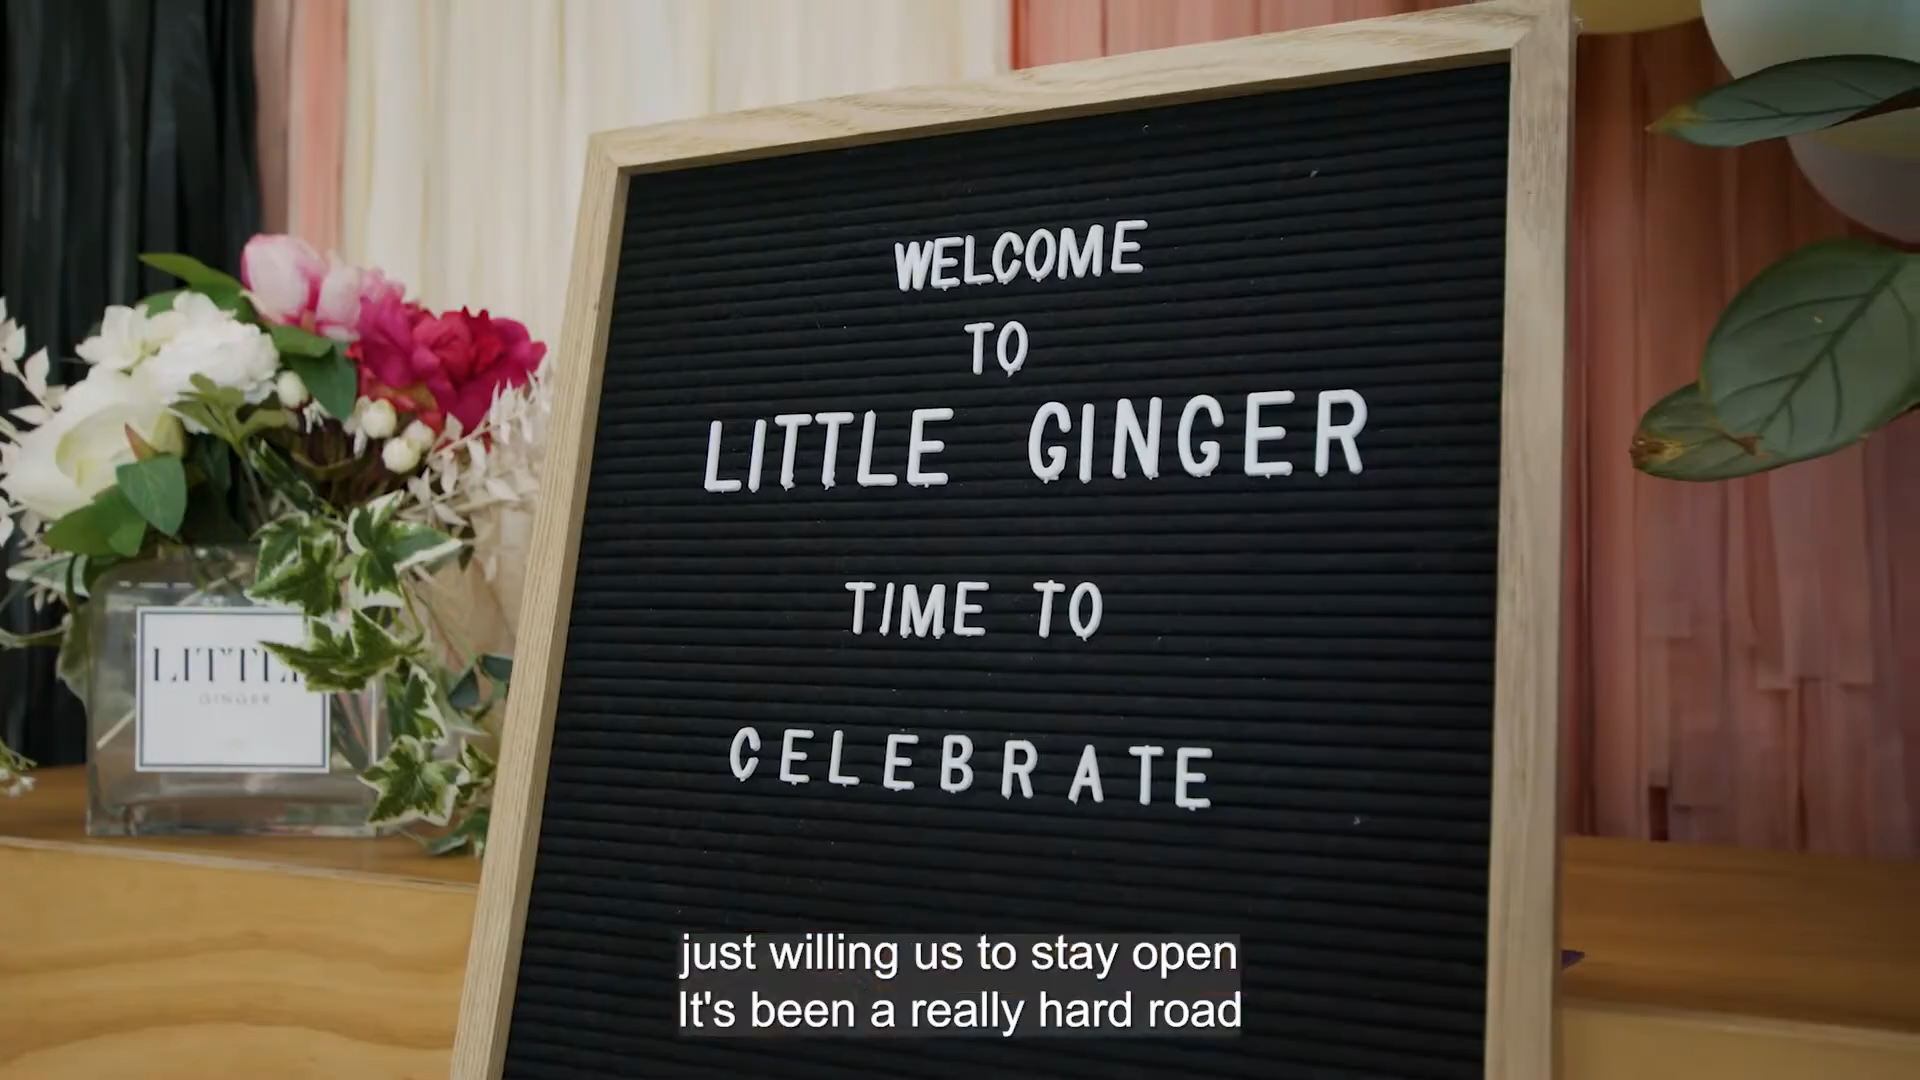 WELCOME
TO
LITTLE GINGER
TIME TO
CELEBRATE
LITTLE
GINGER
just willing us to stay open
It's been a really hard road